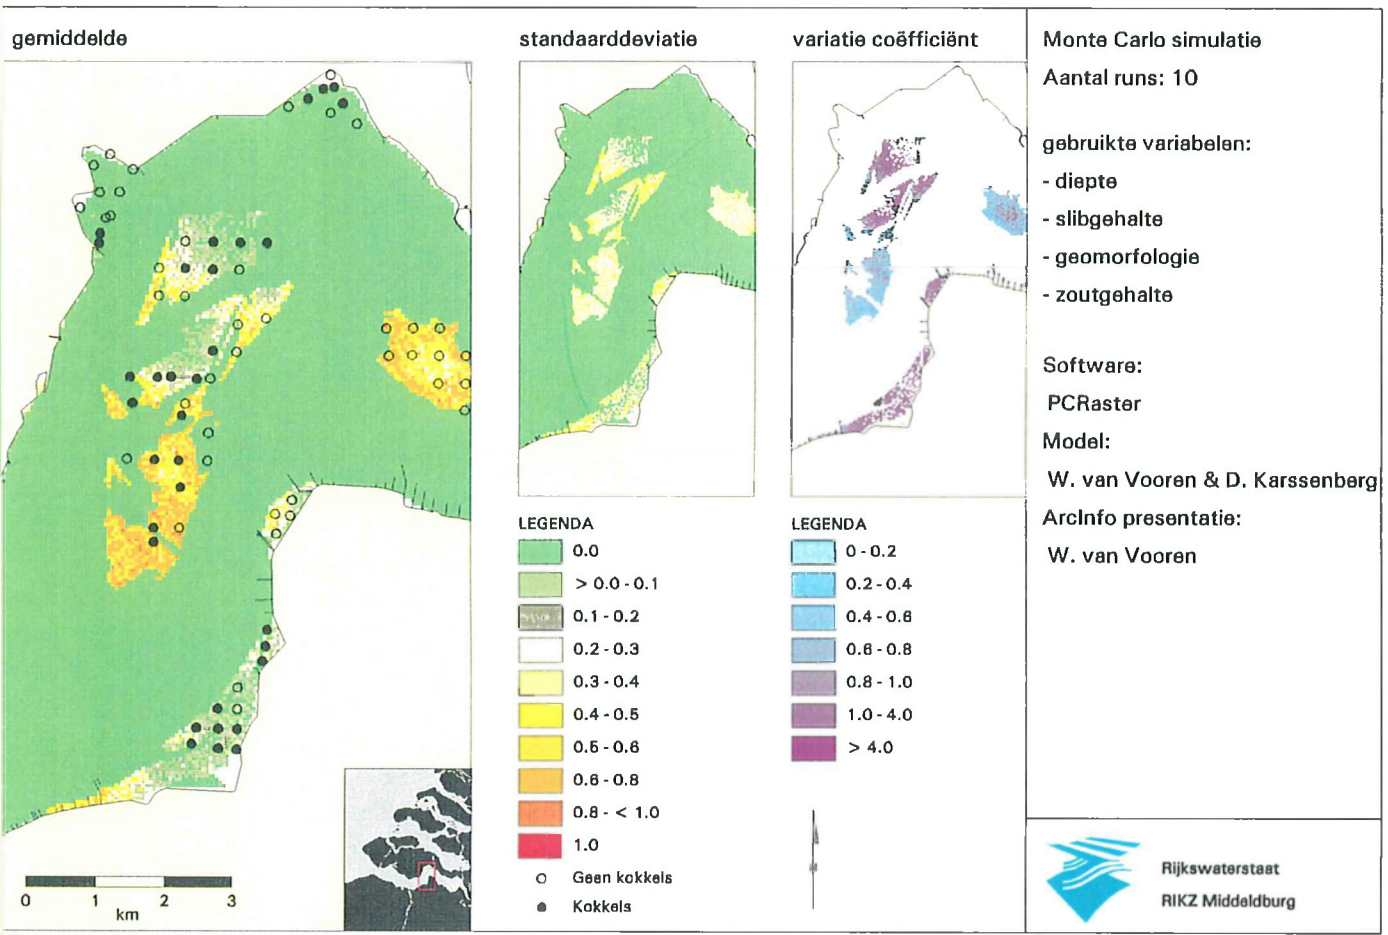 gemiddelde
standaarddeviatie
variatie coëfficiënt
Monte Carlo simulatie
Aantal runs: 10
gebruikte variabelen:
- diepte
- slibgehalte
- geomorfologie
- zoutgehalte
Software:
PCRaster
Model:
W. van Vooren & D. Karssenberg
ArcInfo presentatie:
W. van Vooren
LEGENDA
0.0
> 0.0 - 0.1
0.1 - 0.2
0.2 - 0.3
0.3 - 0.4
0.4 - 0.5
0.5 - 0.6
0.6 - 0.8
0.8 - < 1.0
1.0
Geen kokkels
Kokkels
LEGENDA
0 - 0.2
0.2 - 0.4
0.4 - 0.6
0.6 - 0.8
0.8 - 1.0
1.0 - 4.0
> 4.0
0 1 2 3
km
Rijkswaterstaat
RIKZ Middelburg